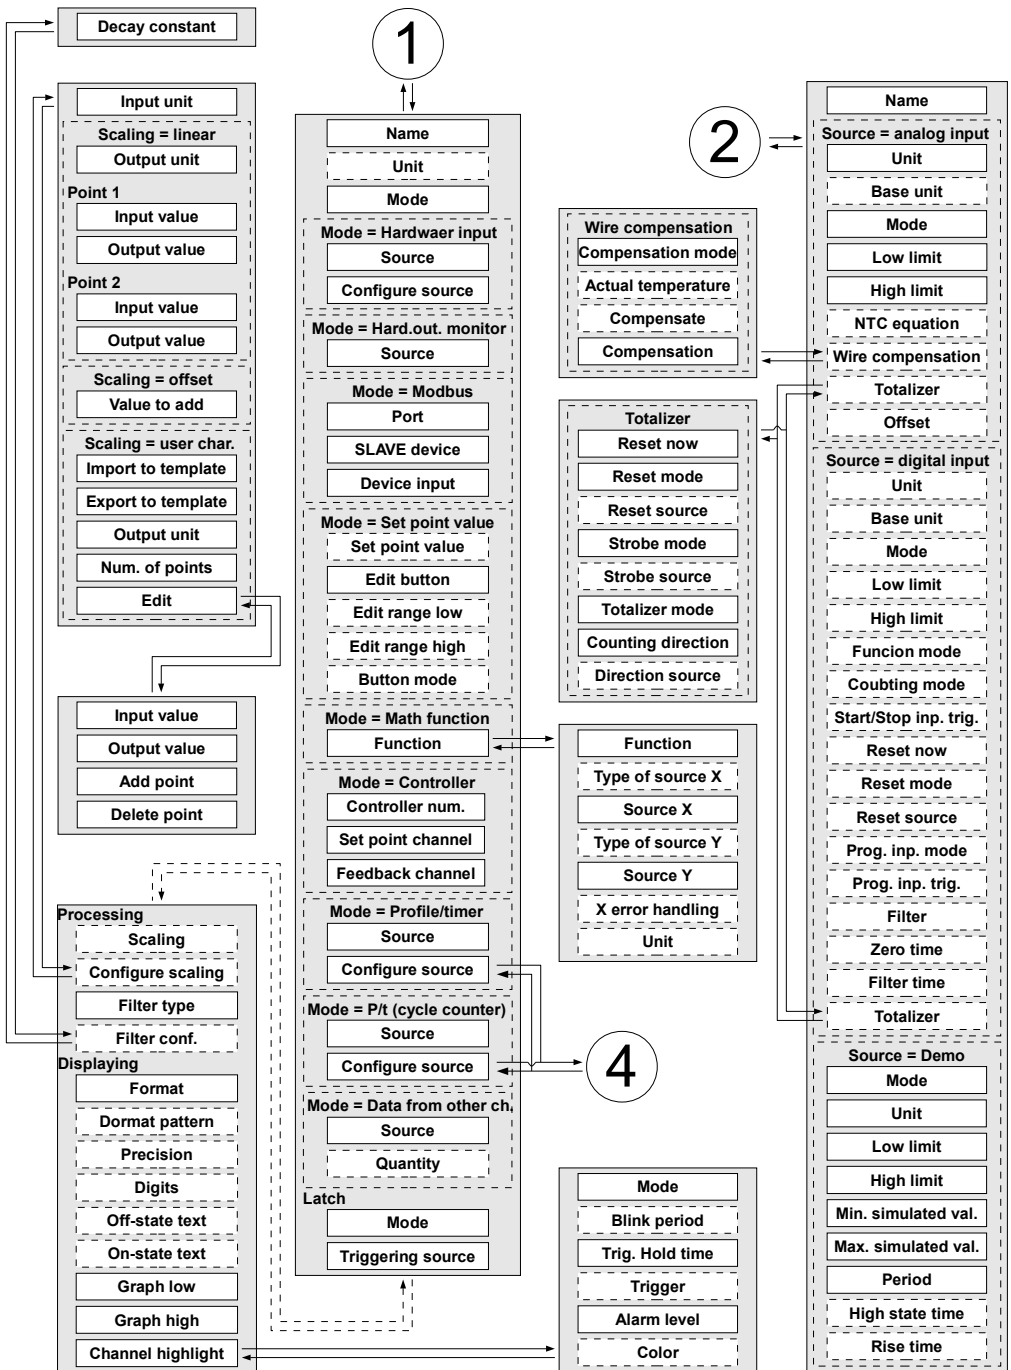 Decay constant
Input unit
Scaling = linear
Output unit
Point 1
Input value
Output value
Point 2
Input value
Output value
Scaling = offset
Value to add
Scaling = user char.
Import to template
Export to template
Output unit
Num. of points
Edit
Input value
Output value
Add point
Delete point
Processing
Scaling
Configure scaling
Filter type
Filter conf.
Displaying
Format
Dormat pattern
Precision
Digits
Off-state text
On-state text
Graph low
Graph high
Channel highlight
1
Name
Unit
Mode
Mode = Hardwaer input
Source
Configure source
Mode = Hard.out. monitor
Source
Mode = Modbus
Port
SLAVE device
Device input
Mode = Set point value
Set point value
Edit button
Edit range low
Edit range high
Button mode
Mode = Math function
Function
Mode = Controller
Controller num.
Set point channel
Feedback channel
Mode = Profile/timer
Source
Configure source
Mode = P/t (cycle counter)
Source
Configure source
Mode = Data from other ch.
Source
Quantity
Latch
Mode
Triggering source
2
Wire compensation
Compensation mode
Actual temperature
Compensate
Compensation
Totalizer
Reset now
Reset mode
Reset source
Strobe mode
Strobe source
Totalizer mode
Counting direction
Direction source
Function
Type of source X
Source X
Type of source Y
Source Y
X error handling
Unit
4
Mode
Blink period
Trig. Hold time
Trigger
Alarm level
Color
Name
Source = analog input
Unit
Base unit
Mode
Low limit
High limit
NTC equation
Wire compensation
Totalizer
Offset
Source = digital input
Unit
Base unit
Mode
Low limit
High limit
Funcion mode
Coubting mode
Start/Stop inp. trig.
Reset now
Reset mode
Reset source
Prog. inp. mode
Prog. inp. trig.
Filter
Zero time
Filter time
Totalizer
Source = Demo
Mode
Unit
Low limit
High limit
Min. simulated val.
Max. simulated val.
Period
High state time
Rise time